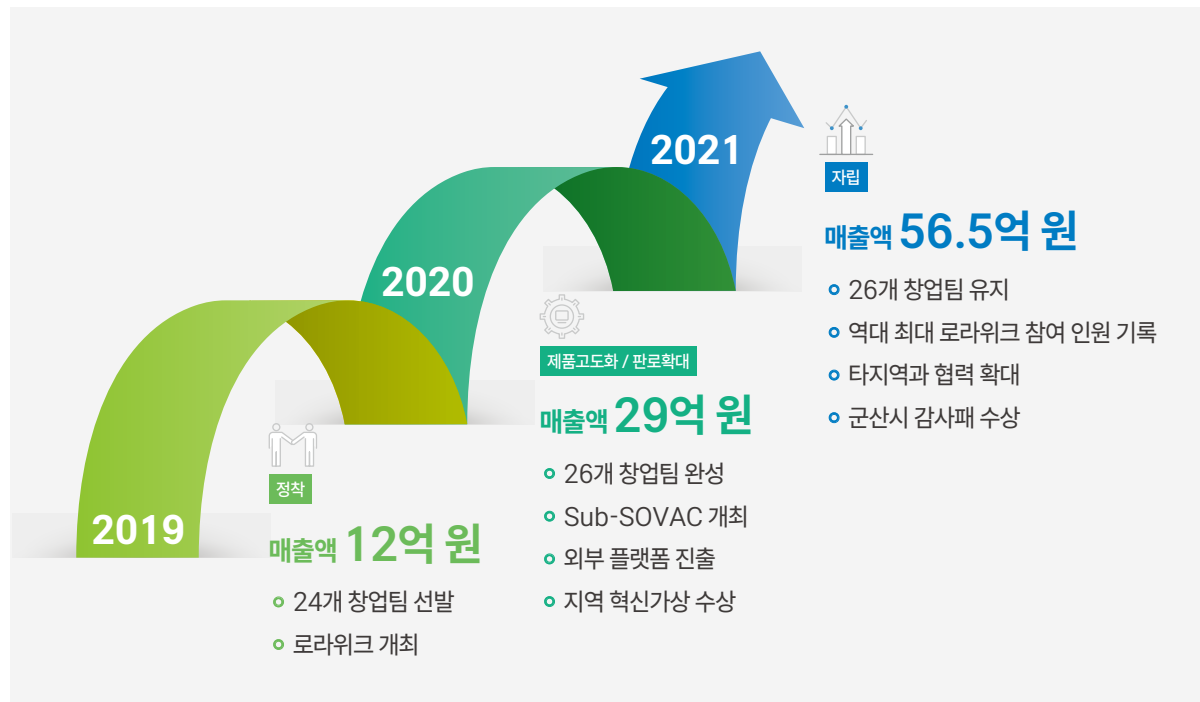 2019
정착
매출액 12억 원
24개 창업팀 선발
로라위크 개최
2020
제품고도화 / 판로확대
매출액 29억 원
26개 창업팀 완성
Sub-SOVAC 개최
외부 플랫폼 진출
지역 혁신가상 수상
2021
자립
매출액 56.5억 원
26개 창업팀 유지
역대 최대 로라위크 참여 인원 기록
타지역과 협력 확대
군산시 감사패 수상